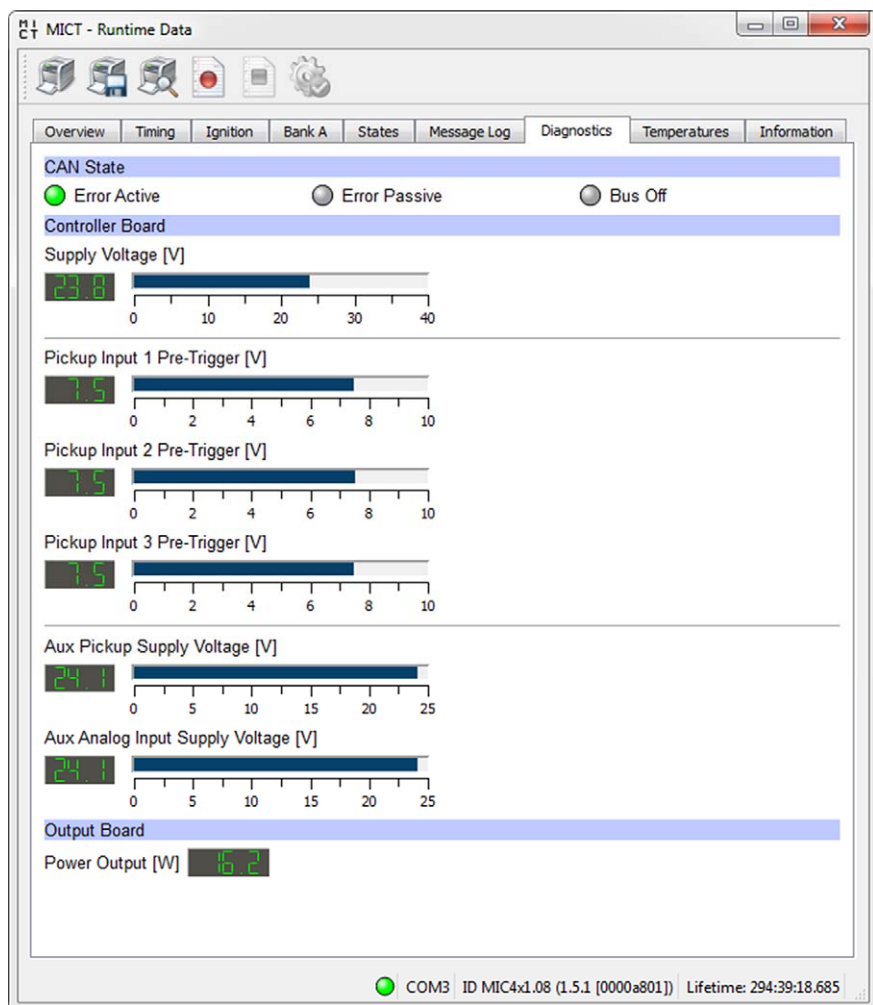 MICT MICT - Runtime Data
Overview Timing Ignition Bank A States Message Log Diagnostics Temperatures Information
CAN State
Error Active Error Passive Bus Off
Controller Board
Supply Voltage [V]
23.8
0 10 20 30 40
Pickup Input 1 Pre-Trigger [V]
7.5
0 2 4 6 8 10
Pickup Input 2 Pre-Trigger [V]
7.5
0 2 4 6 8 10
Pickup Input 3 Pre-Trigger [V]
7.5
0 2 4 6 8 10
Aux Pickup Supply Voltage [V]
24.1
0 5 10 15 20 25
Aux Analog Input Supply Voltage [V]
24.1
0 5 10 15 20 25
Output Board
Power Output [W] 16.2
COM3 ID MIC4x1.08 (1.5.1 [0000a801]) Lifetime: 294:39:18.685